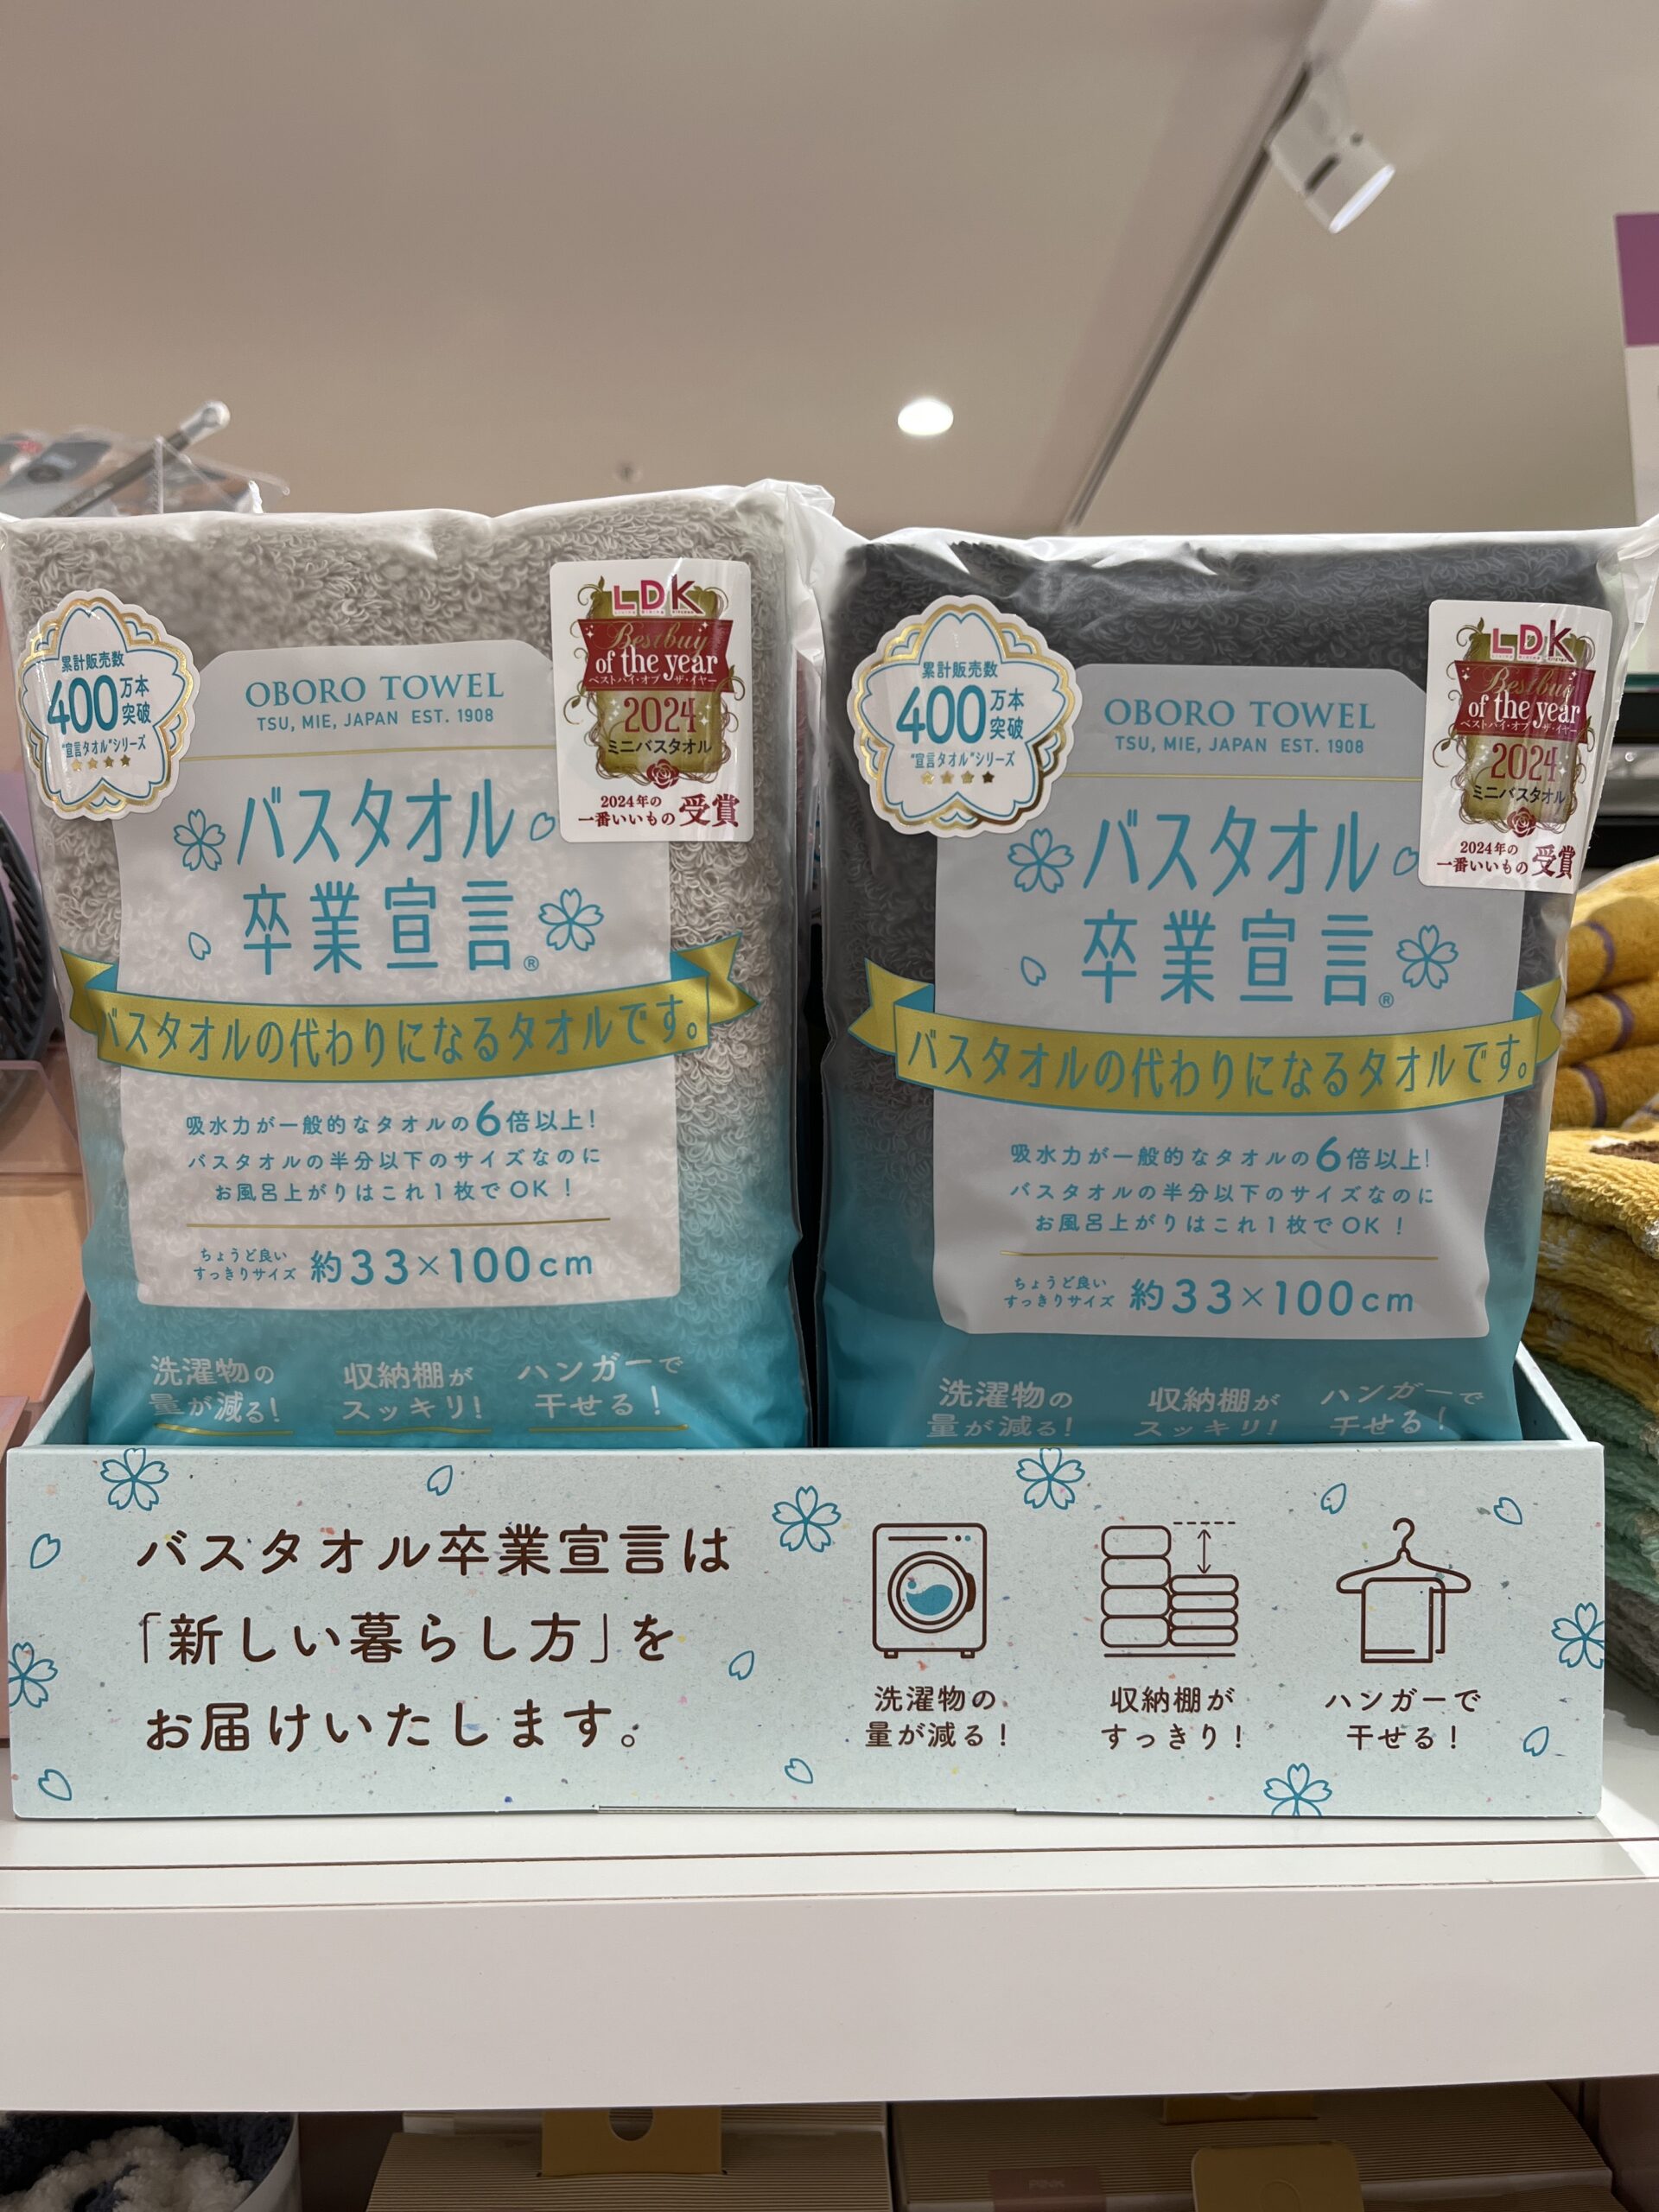 累計販売数
400万本
突破
"宣言タオル"シリーズ
OBORO TOWEL
TSU, MIE, JAPAN EST. 1908
LDK
Best buy
of the year
ベストバイ・オブ・ザ・イヤー
2024
ミニバスタオル
2024年の
一番いいもの 受賞
バスタオル
卒業宣言®
バスタオルの代わりになるタオルです。
吸水力が一般的なタオルの6倍以上!
バスタオルの半分以下のサイズなのに
お風呂上がりはこれ1枚でOK!
ちょうど良い
すっきりサイズ 約33×100cm
洗濯物の
量が減る!
収納棚が
スッキリ!
ハンガーで
干せる!
累計販売数
400万本
突破
"宣言タオル"シリーズ
OBORO TOWEL
TSU, MIE, JAPAN EST. 1908
LDK
Best buy
of the year
ベストバイ・オブ・ザ・イヤー
2024
ミニバスタオル
2024年の
一番いいもの 受賞
バスタオル
卒業宣言®
バスタオルの代わりになるタオルです。
吸水力が一般的なタオルの6倍以上!
バスタオルの半分以下のサイズなのに
お風呂上がりはこれ1枚でOK!
ちょうど良い
すっきりサイズ 約33×100cm
洗濯物の
量が減る!
収納棚が
スッキリ!
ハンガーで
干せる!
バスタオル卒業宣言は
「新しい暮らし方」を
お届けいたします。
洗濯物の
量が減る!
収納棚が
すっきり!
ハンガーで
干せる!